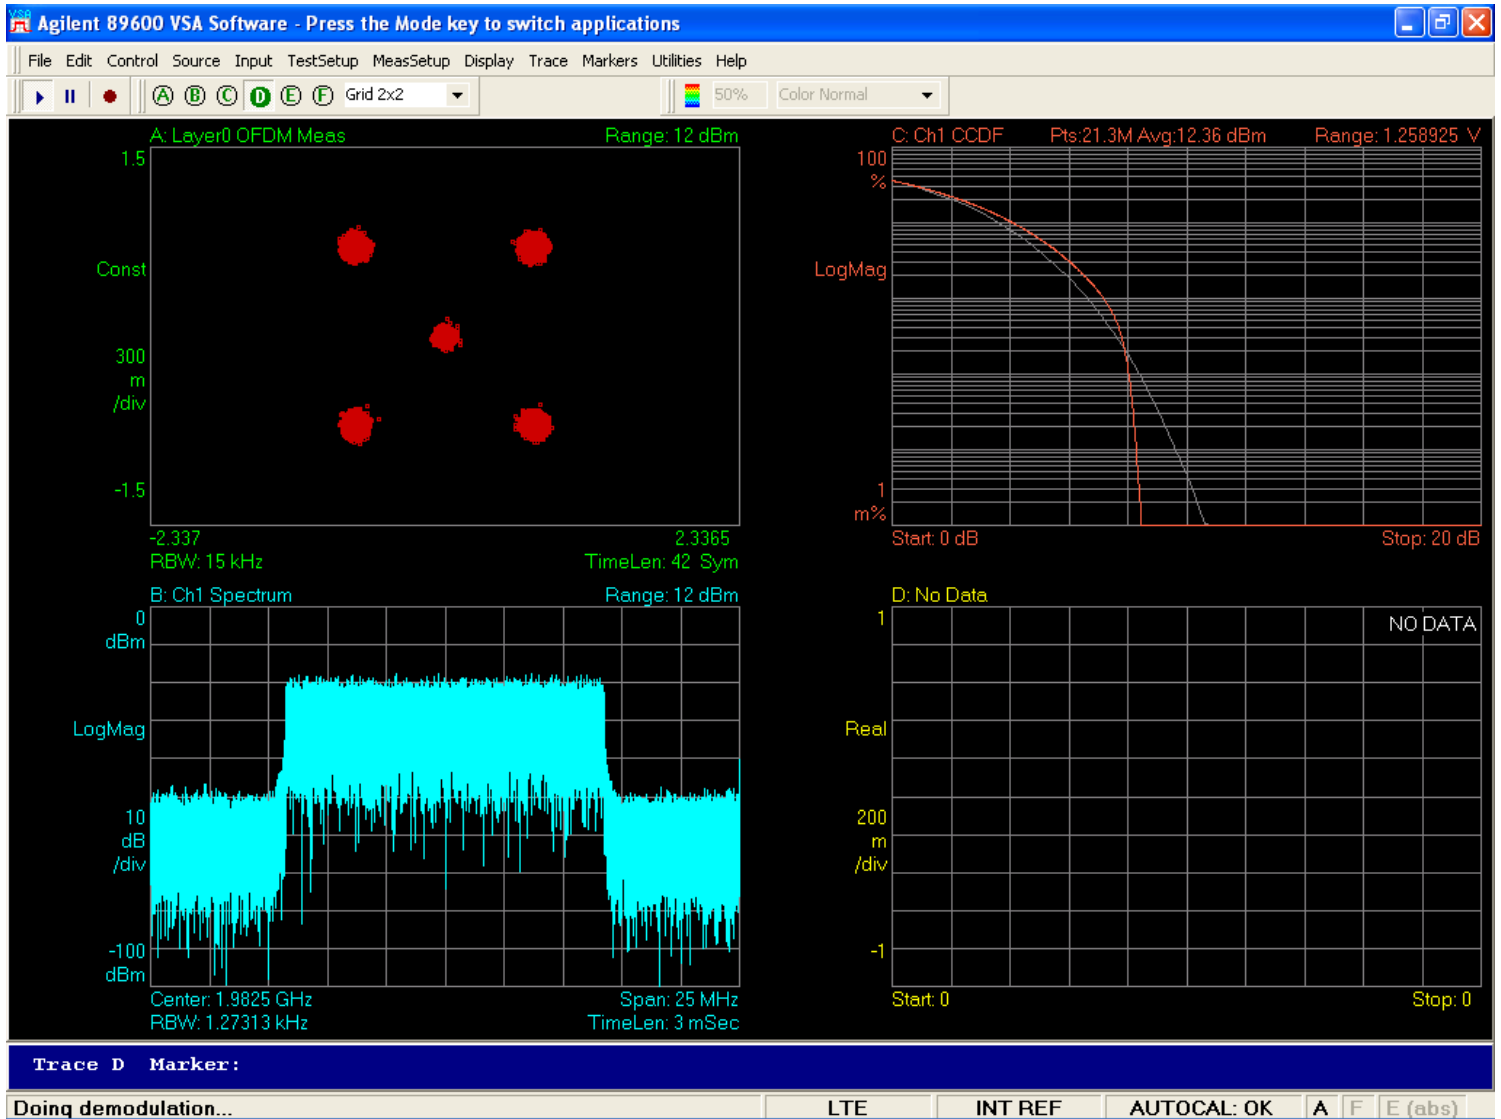 VSA Agilent 89600 VSA Software - Press the Mode key to switch applications
File Edit Control Source Input TestSetup MeasSetup Display Trace Markers Utilities Help
A B C D E F Grid 2x2 50% Color Normal
A: Layer0 OFDM Meas Range: 12 dBm
1.5
Const
300
m
/div
-1.5
-2.337 2.3365
RBW: 15 kHz TimeLen: 42 Sym
C: Ch1 CCDF Pts:21.3M Avg:12.36 dBm Range: 1.258925 V
100
%
LogMag
1
m%
Start: 0 dB Stop: 20 dB
B: Ch1 Spectrum Range: 12 dBm
0
dBm
LogMag
10
dB
/div
-100
dBm
Center: 1.9825 GHz Span: 25 MHz
RBW: 1.27313 kHz TimeLen: 3 mSec
D: No Data
1 NO DATA
Real
200
m
/div
-1
Start: 0 Stop: 0
Trace D Marker:
Doing demodulation... LTE INT REF AUTOCAL: OK A F E (abs)